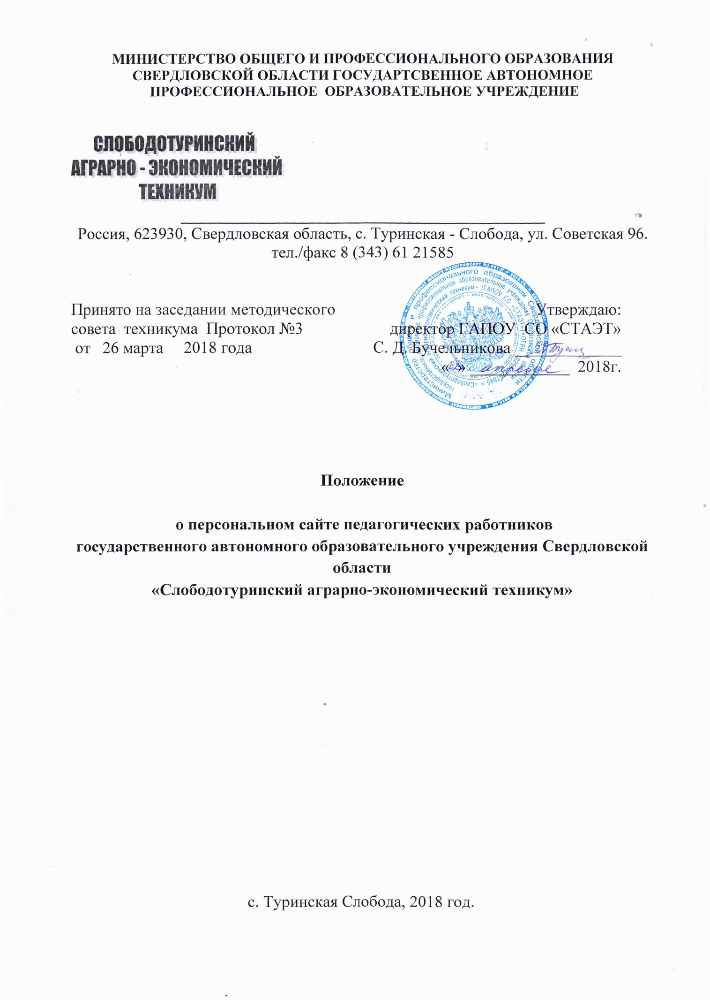 МИНИСТЕРСТВО ОБЩЕГО И ПРОФЕССИОНАЛЬНОГО ОБРАЗОВАНИЯ
СВЕРДЛОВСКОЙ ОБЛАСТИ ГОСУДАРТСВЕННОЕ АВТОНОМНОЕ
ПРОФЕССИОНАЛЬНОЕ ОБРАЗОВАТЕЛЬНОЕ УЧРЕЖДЕНИЕ
СЛОБОДОТУРИНСКИЙ
АГРАРНО - ЭКОНОМИЧЕСКИЙ
ТЕХНИКУМ
Россия, 623930, Свердловская область, с. Туринская - Слобода, ул. Советская 96.
тел./факс 8 (343) 61 21585
Принято на заседании методического Утверждаю:
совета техникума Протокол №3 директор ГАПОУ СО «СТАЭТ»
от 26 марта 2018 года С. Д. Бучельникова
« » апреля 2018г.
Министерство общего и профессионального образования Свердловской области
государственное автономное профессиональное образовательное учреждение Свердловской области
«Слободотуринский аграрно-экономический техникум» (ГАПОУ СО «СТАЭТ») * ОГРН
Положение
о персональном сайте педагогических работников
государственного автономного образовательного учреждения Свердловской
области
«Слободотуринский аграрно-экономический техникум»
с. Туринская Слобода, 2018 год.